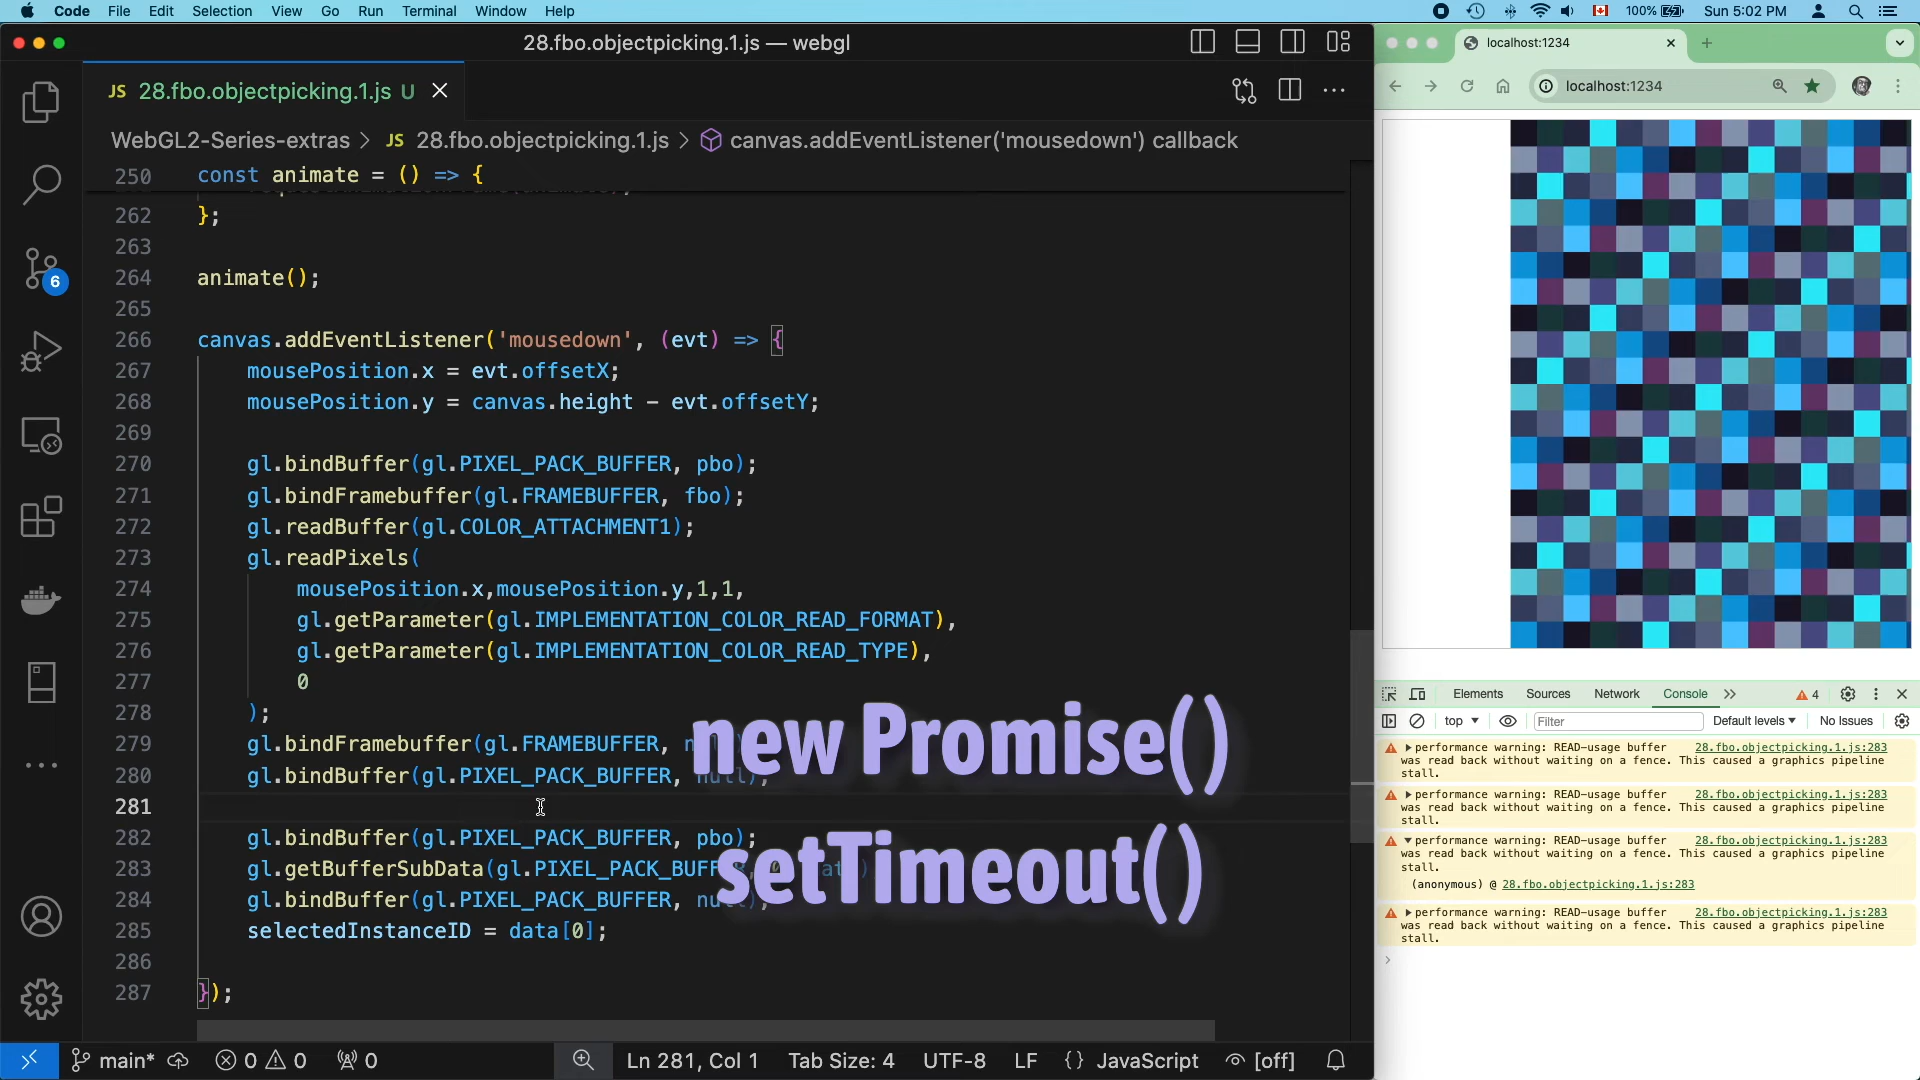 Code File Edit Selection View Go Run Terminal Window Help 100% Sun 5:02 PM
28.fbo.objectpicking.1.js — webgl
JS 28.fbo.objectpicking.1.js U
WebGL2-Series-extras > JS 28.fbo.objectpicking.1.js > canvas.addEventListener('mousedown') callback
250 const animate = () => {
262 };
263
264 animate();
265
266 canvas.addEventListener('mousedown', (evt) => {
267 mousePosition.x = evt.offsetX;
268 mousePosition.y = canvas.height - evt.offsetY;
269
270 gl.bindBuffer(gl.PIXEL_PACK_BUFFER, pbo);
271 gl.bindFramebuffer(gl.FRAMEBUFFER, fbo);
272 gl.readBuffer(gl.COLOR_ATTACHMENT1);
273 gl.readPixels(
274 mousePosition.x,mousePosition.y,1,1,
275 gl.getParameter(gl.IMPLEMENTATION_COLOR_READ_FORMAT),
276 gl.getParameter(gl.IMPLEMENTATION_COLOR_READ_TYPE),
277 0
278 );
279 gl.bindFramebuffer(gl.FRAMEBUFFER,
280 gl.bindBuffer(gl.PIXEL_PACK_BUFFER, null);
281
282 gl.bindBuffer(gl.PIXEL_PACK_BUFFER, pbo);
283 gl.getBufferSubData(gl.PIXEL_PACK_BUFF
284 gl.bindBuffer(gl.PIXEL_PACK_BUFFER,
285 selectedInstanceID = data[0];
286
287 });
new Promise()
setTimeout()
6
main* 0 0 0 Ln 281, Col 1 Tab Size: 4 UTF-8 LF {} JavaScript [off]
localhost:1234
localhost:1234
Elements Sources Network Console 4
top Filter Default levels No Issues
performance warning: READ-usage buffer 28.fbo.objectpicking.1.js:283
was read back without waiting on a fence. This caused a graphics pipeline
stall.
performance warning: READ-usage buffer 28.fbo.objectpicking.1.js:283
was read back without waiting on a fence. This caused a graphics pipeline
stall.
performance warning: READ-usage buffer 28.fbo.objectpicking.1.js:283
was read back without waiting on a fence. This caused a graphics pipeline
stall.
(anonymous) @ 28.fbo.objectpicking.1.js:283
performance warning: READ-usage buffer 28.fbo.objectpicking.1.js:283
was read back without waiting on a fence. This caused a graphics pipeline
stall.